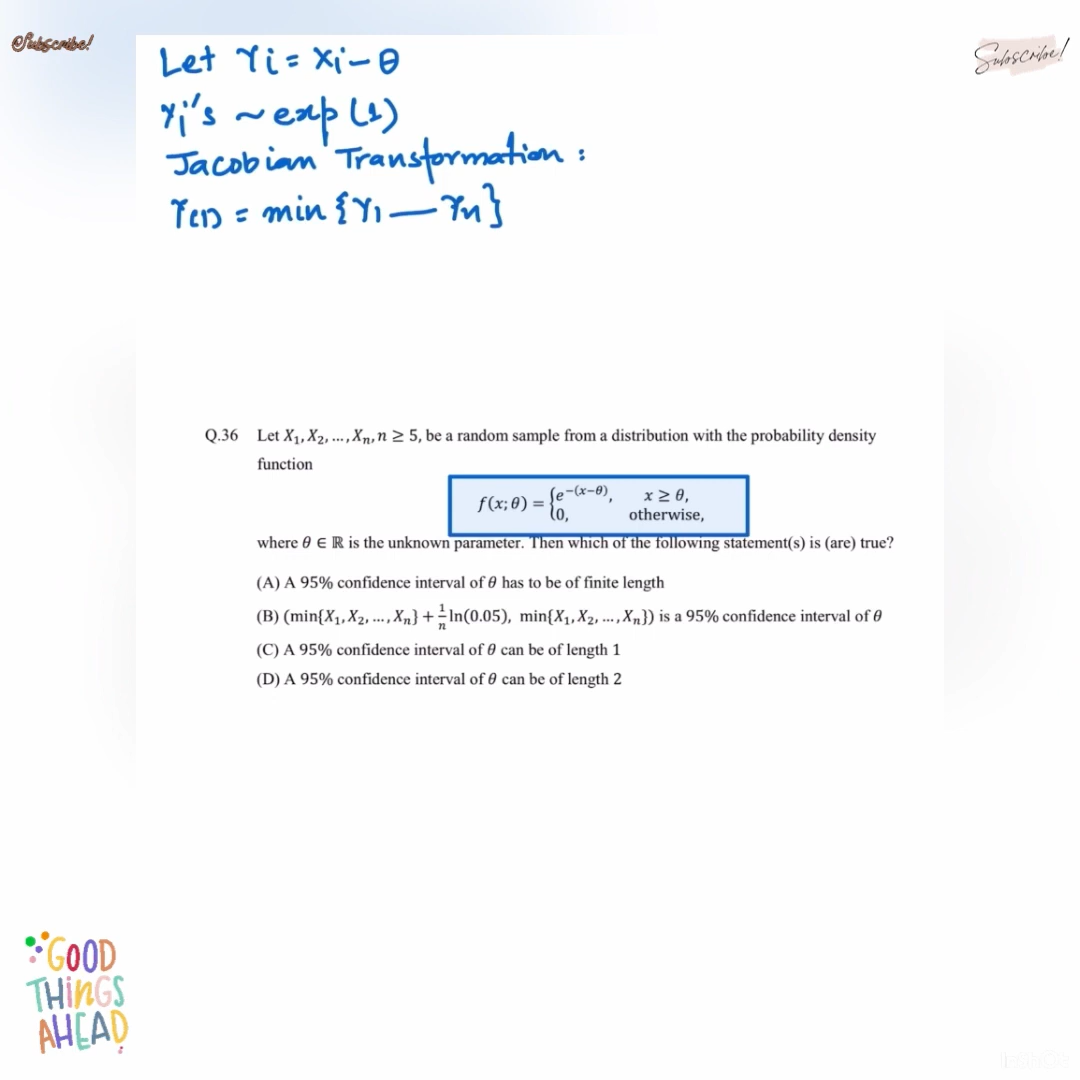 @Subscribe!
Subscribe!
Let Yi = Xi − θ
Yi's ~ exp (1)
Jacobian Transformation :
Y(1) = min {Y1 — Yn}
Q.36 Let X₁, X₂, … , Xₙ, n ≥ 5, be a random sample from a distribution with the probability density
function
f(x; θ) = {e^−(x−θ), x ≥ θ,
0, otherwise,
where θ ∈ ℝ is the unknown parameter. Then which of the following statement(s) is (are) true?
(A) A 95% confidence interval of θ has to be of finite length
(B) (min{X₁, X₂, … , Xₙ} + 1/n ln(0.05), min{X₁, X₂, … , Xₙ}) is a 95% confidence interval of θ
(C) A 95% confidence interval of θ can be of length 1
(D) A 95% confidence interval of θ can be of length 2
GOOD
THINGS
AHEAD